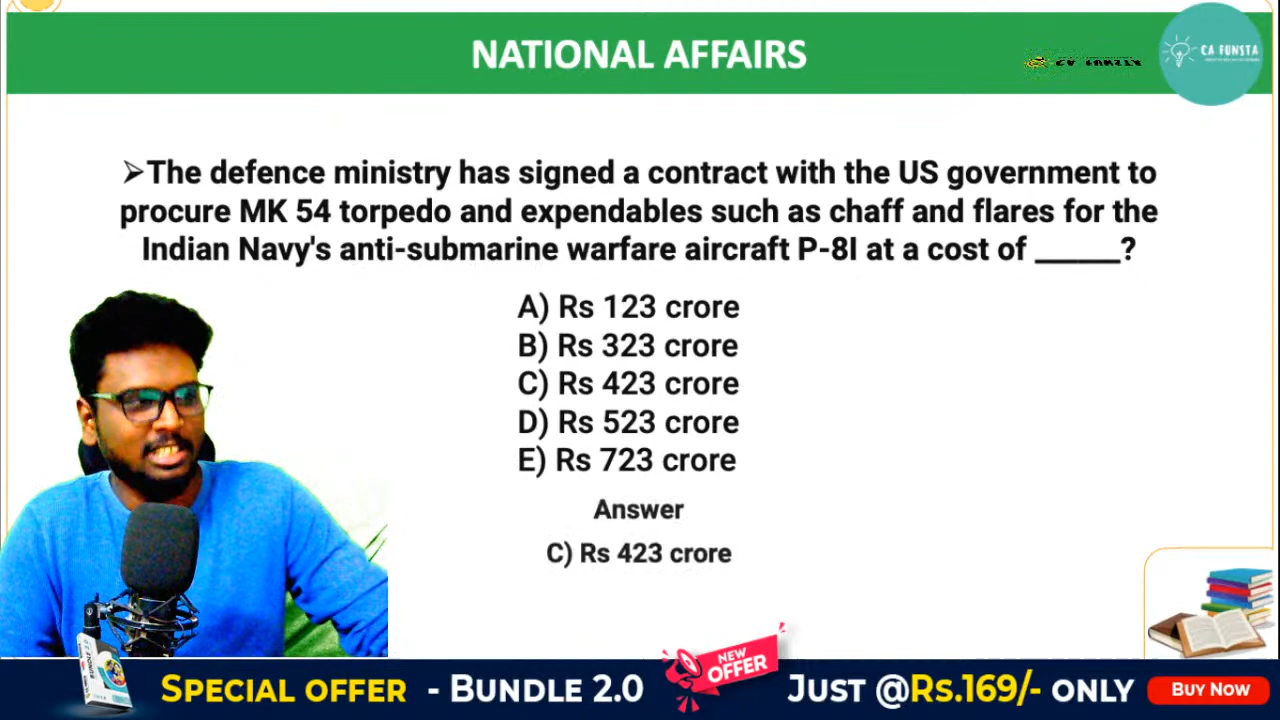 NATIONAL AFFAIRS
CA FUNSTA
➤The defence ministry has signed a contract with the US government to
procure MK 54 torpedo and expendables such as chaff and flares for the
Indian Navy's anti-submarine warfare aircraft P-8I at a cost of ______?
A) Rs 123 crore
B) Rs 323 crore
C) Rs 423 crore
D) Rs 523 crore
E) Rs 723 crore
Answer
C) Rs 423 crore
BUNDLE 2.0
SPECIAL OFFER - BUNDLE 2.0
NEW
OFFER
JUST @Rs.169/- ONLY
Buy Now